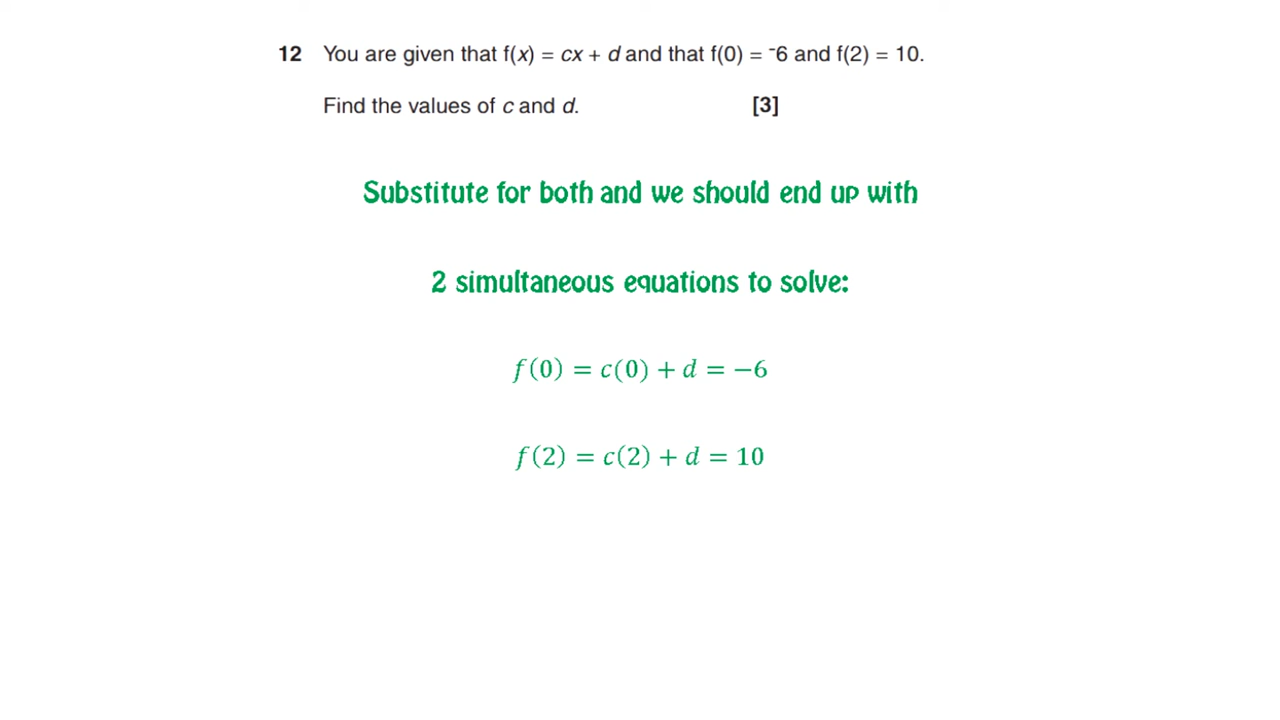 12 You are given that f(x) = cx + d and that f(0) = ⁻6 and f(2) = 10.
Find the values of c and d. [3]
Substitute for both and we should end up with
2 simultaneous equations to solve:
f(0) = c(0) + d = −6
f(2) = c(2) + d = 10